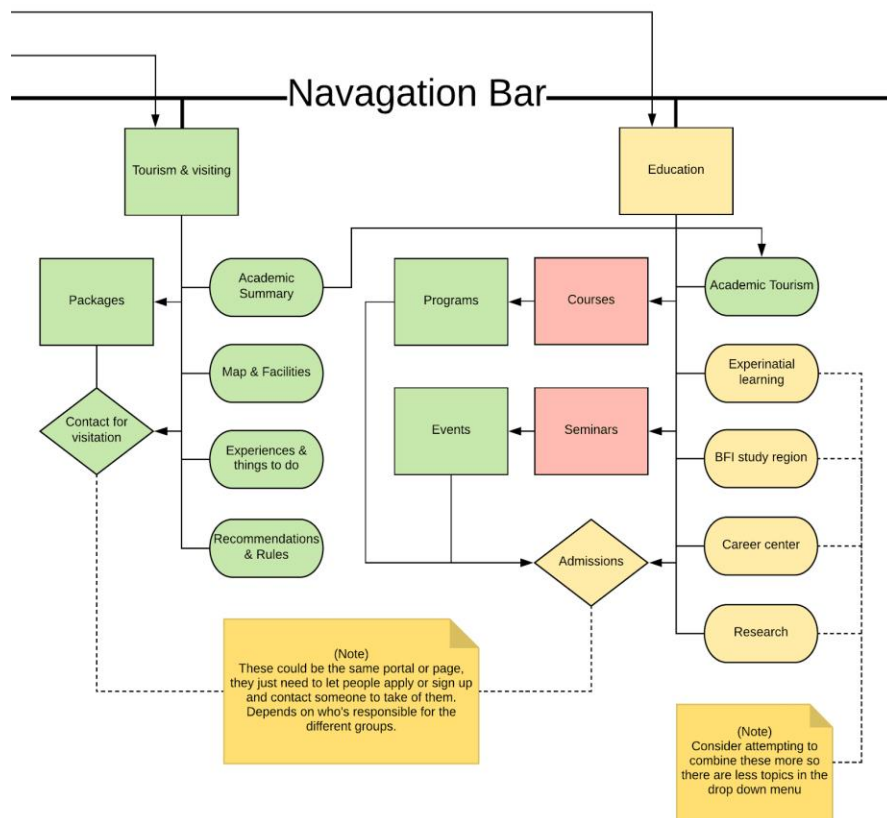 Navagation Bar
Tourism & visiting
Education
Packages
Academic
Summary
Programs
Courses
Academic Tourism
Map & Facilities
Experinatial
learning
Contact for
visitation
Experiences &
things to do
Events
Seminars
BFI study region
Recommendations
& Rules
Admissions
Career center
Research
(Note)
These could be the same portal or page,
they just need to let people apply or sign up
and contact someone to take of them.
Depends on who's responsible for the
different groups.
(Note)
Consider attempting to
combine these more so
there are less topics in the
drop down menu